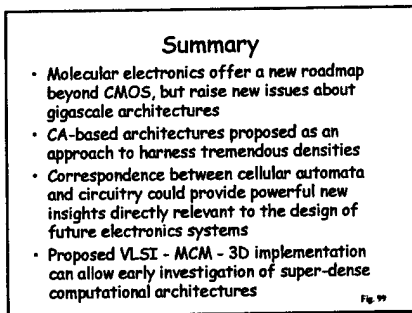 Summary
• Molecular electronics offer a new roadmap
beyond CMOS, but raise new issues about
gigascale architectures
• CA-based architectures proposed as an
approach to harness tremendous densities
• Correspondence between cellular automata
and circuitry could provide powerful new
insights directly relevant to the design of
future electronics systems
• Proposed VLSI - MCM - 3D implementation
can allow early investigation of super-dense
computational architectures
Fig. 99